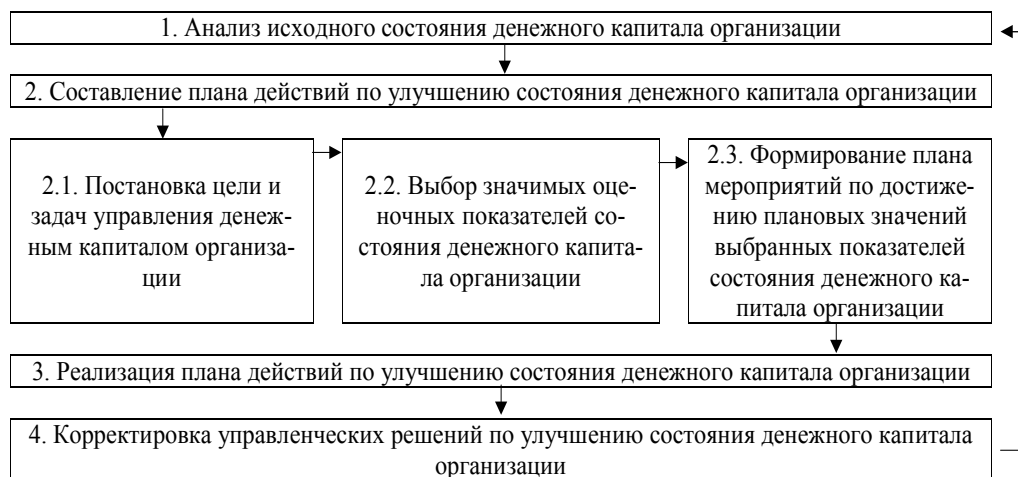 1. Анализ исходного состояния денежного капитала организации
2. Составление плана действий по улучшению состояния денежного капитала организации
2.1. Постановка цели и
задач управления денеж-
ным капиталом организа-
ции
2.2. Выбор значимых оце-
ночных показателей со-
стояния денежного капита-
ла организации
2.3. Формирование плана
мероприятий по достиже-
нию плановых значений
выбранных показателей
состояния денежного ка-
питала организации
3. Реализация плана действий по улучшению состояния денежного капитала организации
4. Корректировка управленческих решений по улучшению состояния денежного капитала
организации